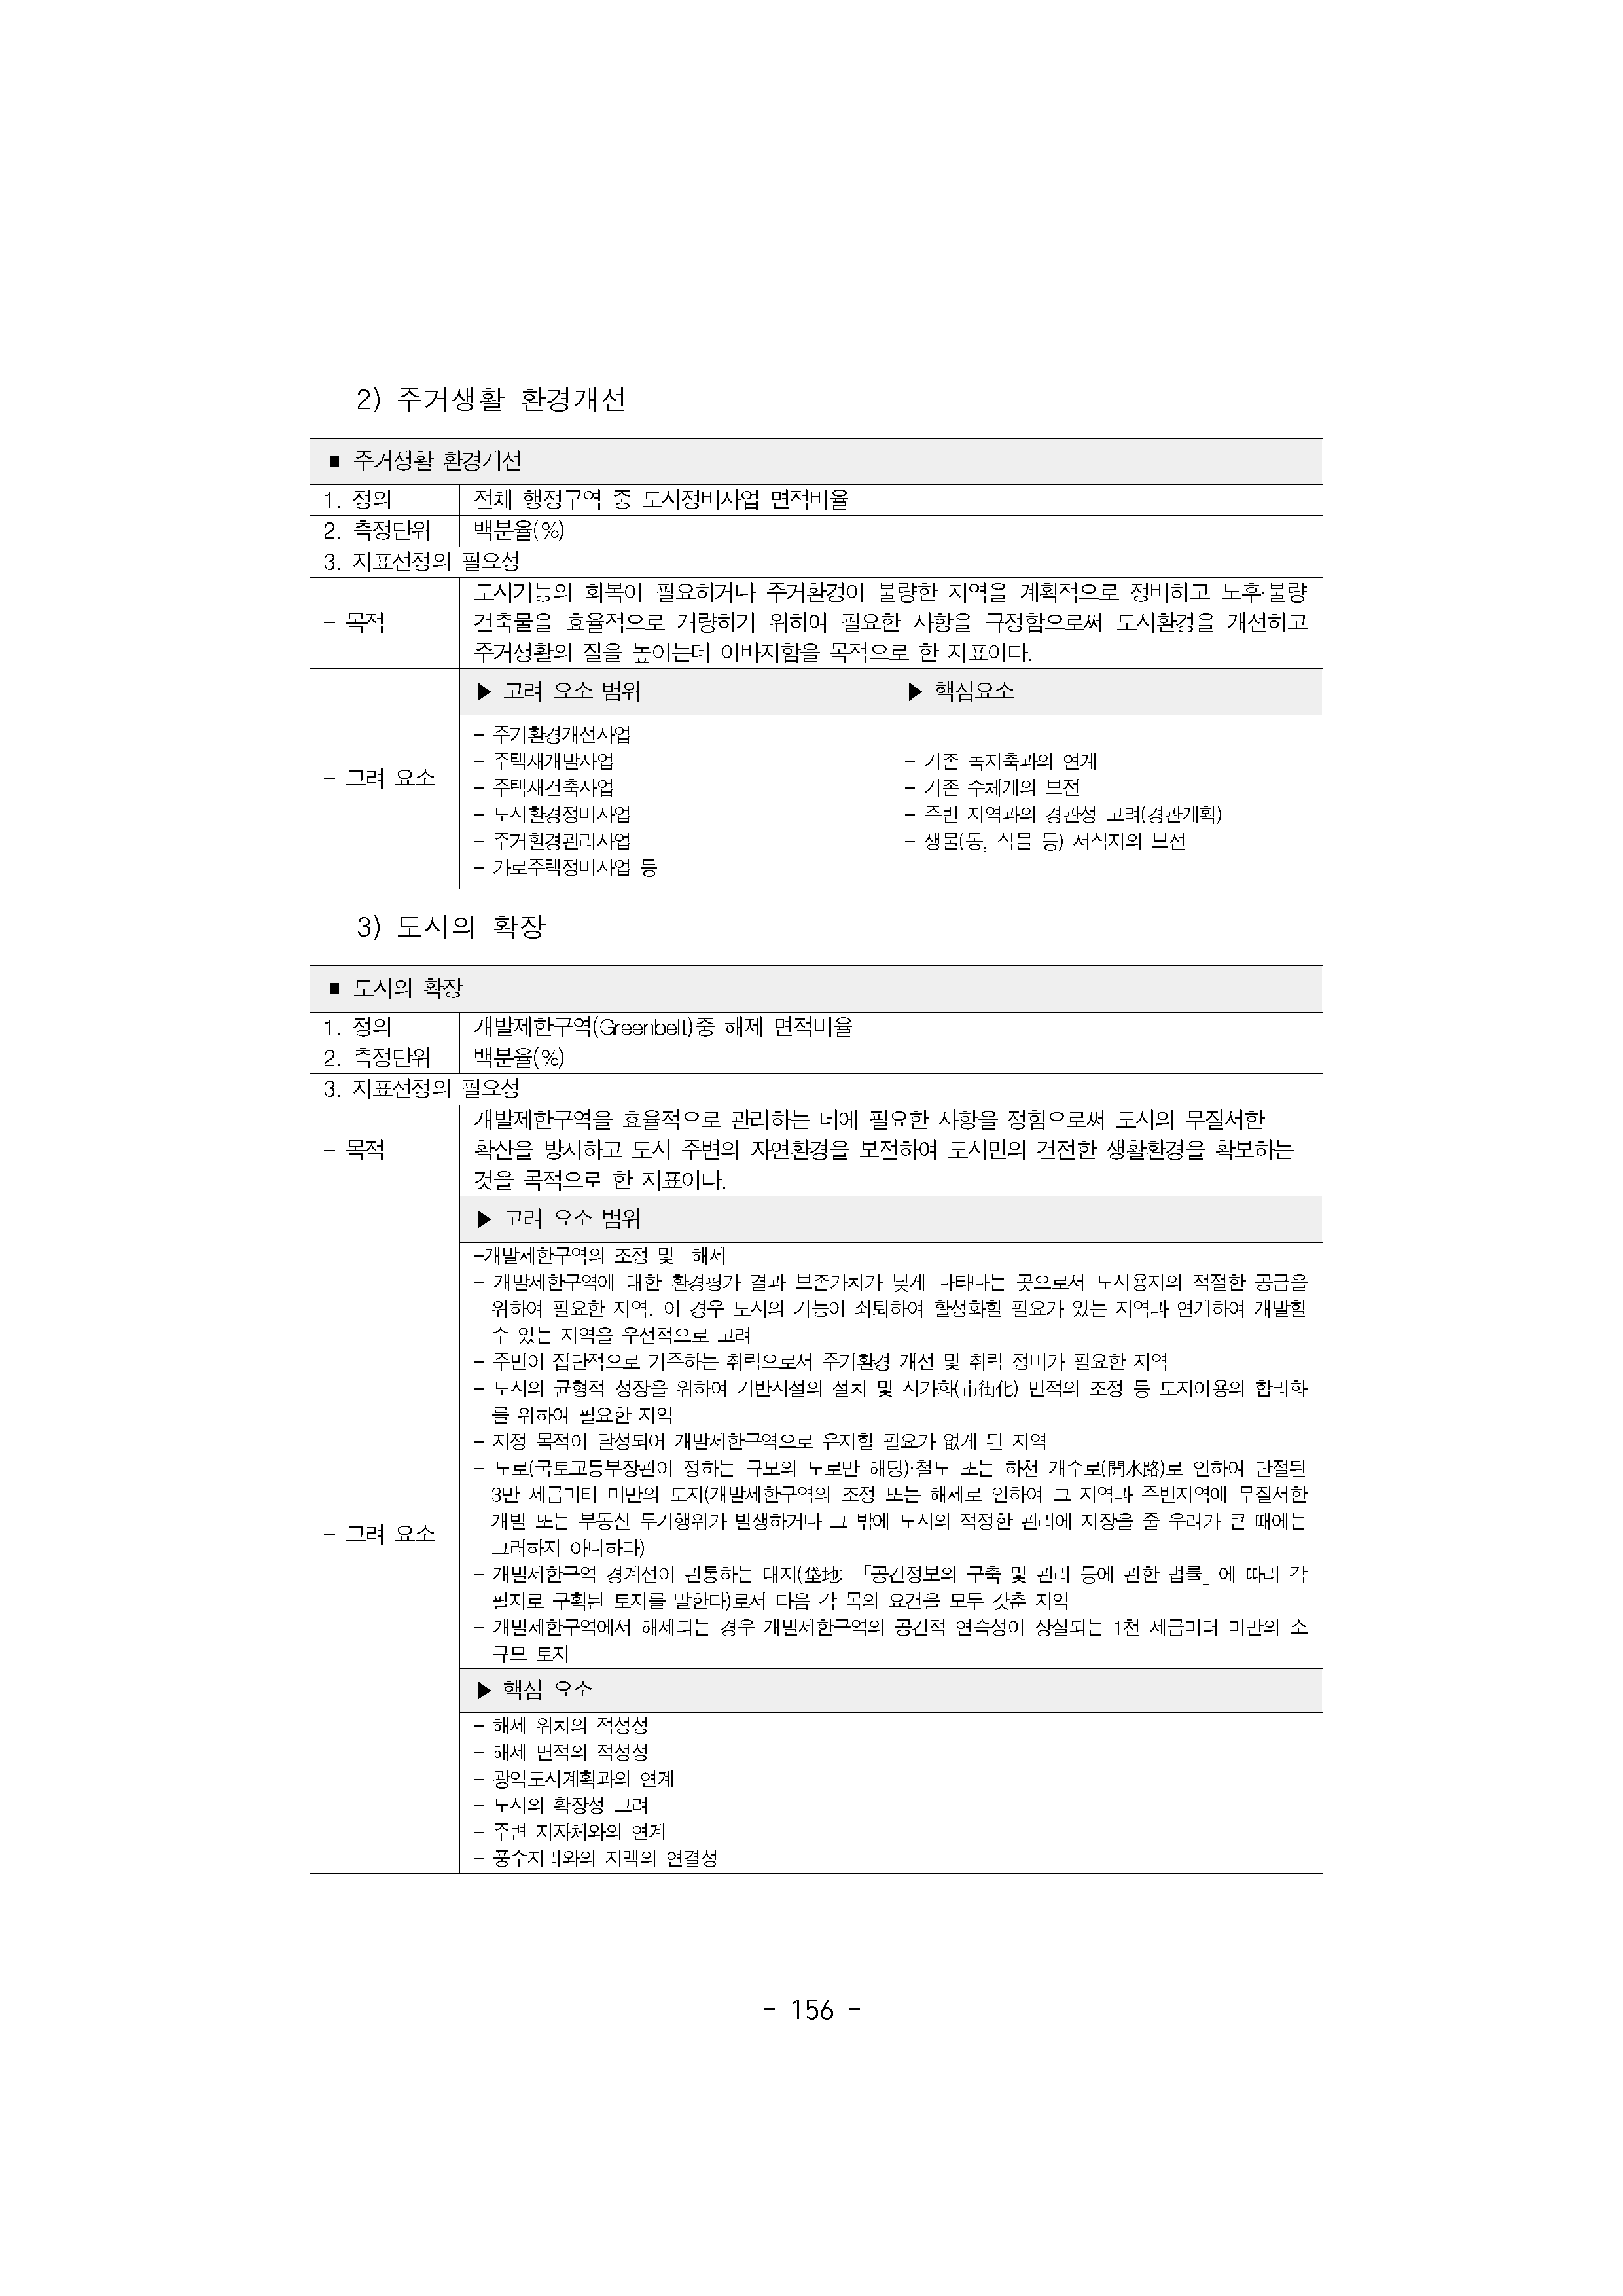 2) 주거생활 환경개선
■ 주거생활 환경개선
1. 정의 전체 행정구역 중 도시정비사업 면적비율
2. 측정단위 백분율(%)
3. 지표선정의 필요성
- 목적
도시기능의 회복이 필요하거나 주거환경이 불량한 지역을 계획적으로 정비하고 노후·불량
건축물을 효율적으로 개량하기 위하여 필요한 사항을 규정함으로써 도시환경을 개선하고
주거생활의 질을 높이는데 이바지함을 목적으로 한 지표이다.
- 고려 요소
▶ 고려 요소 범위
- 주거환경개선사업
- 주택재개발사업
- 주택재건축사업
- 도시환경정비사업
- 주거환경관리사업
- 가로주택정비사업 등
▶ 핵심요소
- 기존 녹지축과의 연계
- 기존 수체계의 보전
- 주변 지역과의 경관성 고려(경관계획)
- 생물(동, 식물 등) 서식지의 보전
3) 도시의 확장
■ 도시의 확장
1. 정의 개발제한구역(Greenbelt)중 해제 면적비율
2. 측정단위 백분율(%)
3. 지표선정의 필요성
- 목적
개발제한구역을 효율적으로 관리하는 데에 필요한 사항을 정함으로써 도시의 무질서한
확산을 방지하고 도시 주변의 자연환경을 보전하여 도시민의 건전한 생활환경을 확보하는
것을 목적으로 한 지표이다.
- 고려 요소
▶ 고려 요소 범위
-개발제한구역의 조정 및 해제
- 개발제한구역에 대한 환경평가 결과 보존가치가 낮게 나타나는 곳으로서 도시용지의 적절한 공급을
위하여 필요한 지역. 이 경우 도시의 기능이 쇠퇴하여 활성화할 필요가 있는 지역과 연계하여 개발할
수 있는 지역을 우선적으로 고려
- 주민이 집단적으로 거주하는 취락으로서 주거환경 개선 및 취락 정비가 필요한 지역
- 도시의 균형적 성장을 위하여 기반시설의 설치 및 시가화(市街化) 면적의 조정 등 토지이용의 합리화
를 위하여 필요한 지역
- 지정 목적이 달성되어 개발제한구역으로 유지할 필요가 없게 된 지역
- 도로(국토교통부장관이 정하는 규모의 도로만 해당)·철도 또는 하천 개수로(開水路)로 인하여 단절된
3만 제곱미터 미만의 토지(개발제한구역의 조정 또는 해제로 인하여 그 지역과 주변지역에 무질서한
개발 또는 부동산 투기행위가 발생하거나 그 밖에 도시의 적정한 관리에 지장을 줄 우려가 큰 때에는
그러하지 아니하다)
- 개발제한구역 경계선이 관통하는 대지(垈地: 「공간정보의 구축 및 관리 등에 관한 법률」에 따라 각
필지로 구획된 토지를 말한다)로서 다음 각 목의 요건을 모두 갖춘 지역
- 개발제한구역에서 해제되는 경우 개발제한구역의 공간적 연속성이 상실되는 1천 제곱미터 미만의 소
규모 토지
▶ 핵심 요소
- 해제 위치의 적성성
- 해제 면적의 적성성
- 광역도시계획과의 연계
- 도시의 확장성 고려
- 주변 지자체와의 연계
- 풍수지리와의 지맥의 연결성
- 156 -